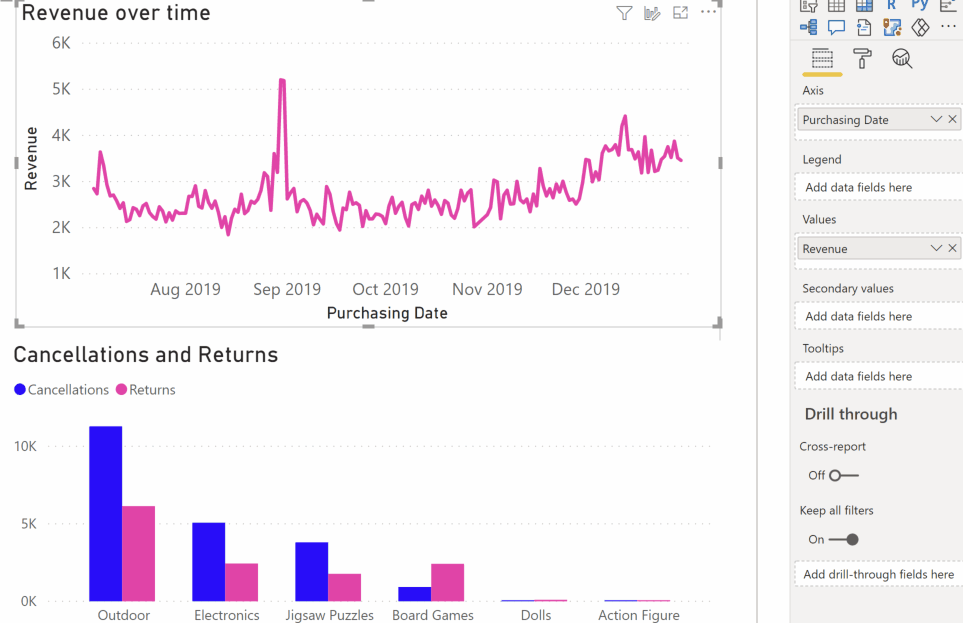 Revenue over time
6K
5K
4K
3K
2K
1K
Revenue
Aug 2019 Sep 2019 Oct 2019 Nov 2019 Dec 2019
Purchasing Date
Cancellations and Returns
Cancellations Returns
10K
5K
0K
Outdoor Electronics Jigsaw Puzzles Board Games Dolls Action Figure
R Py
Axis
Purchasing Date
Legend
Add data fields here
Values
Revenue
Secondary values
Add data fields here
Tooltips
Add data fields here
Drill through
Cross-report
Off
Keep all filters
On
Add drill-through fields here